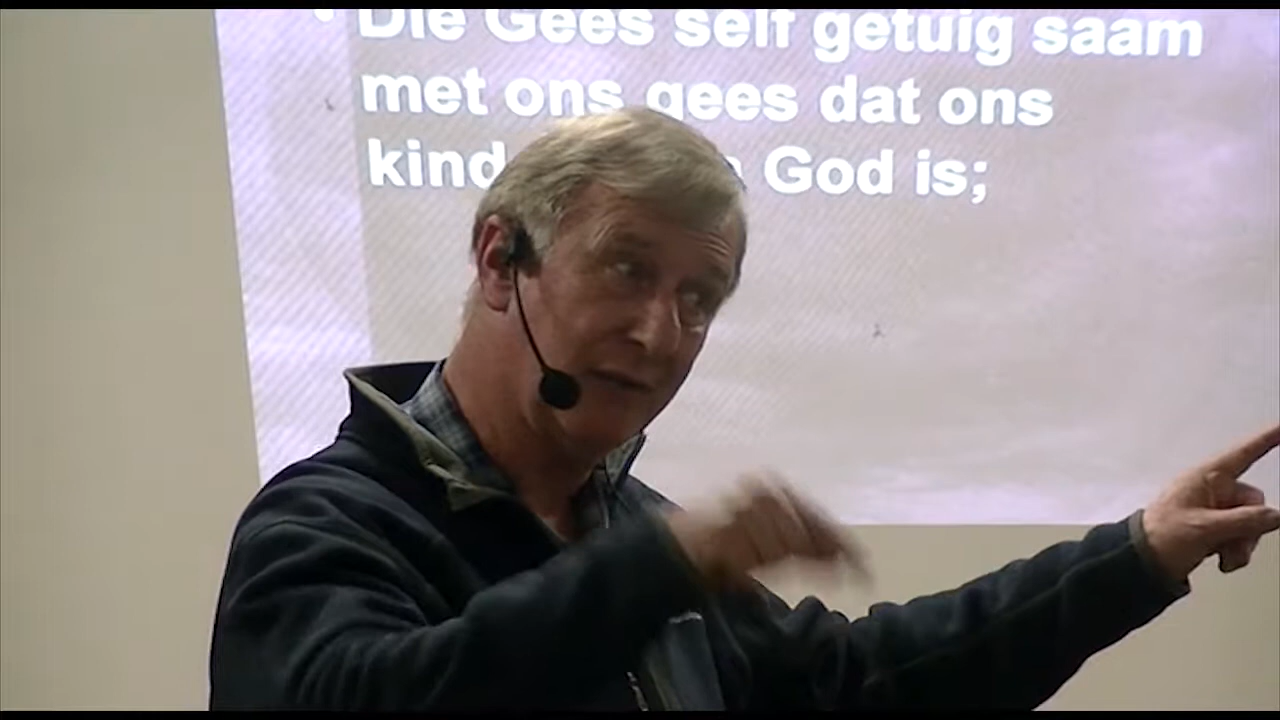 Die Gees self getuig saam
met ons gees dat ons
kind God is;